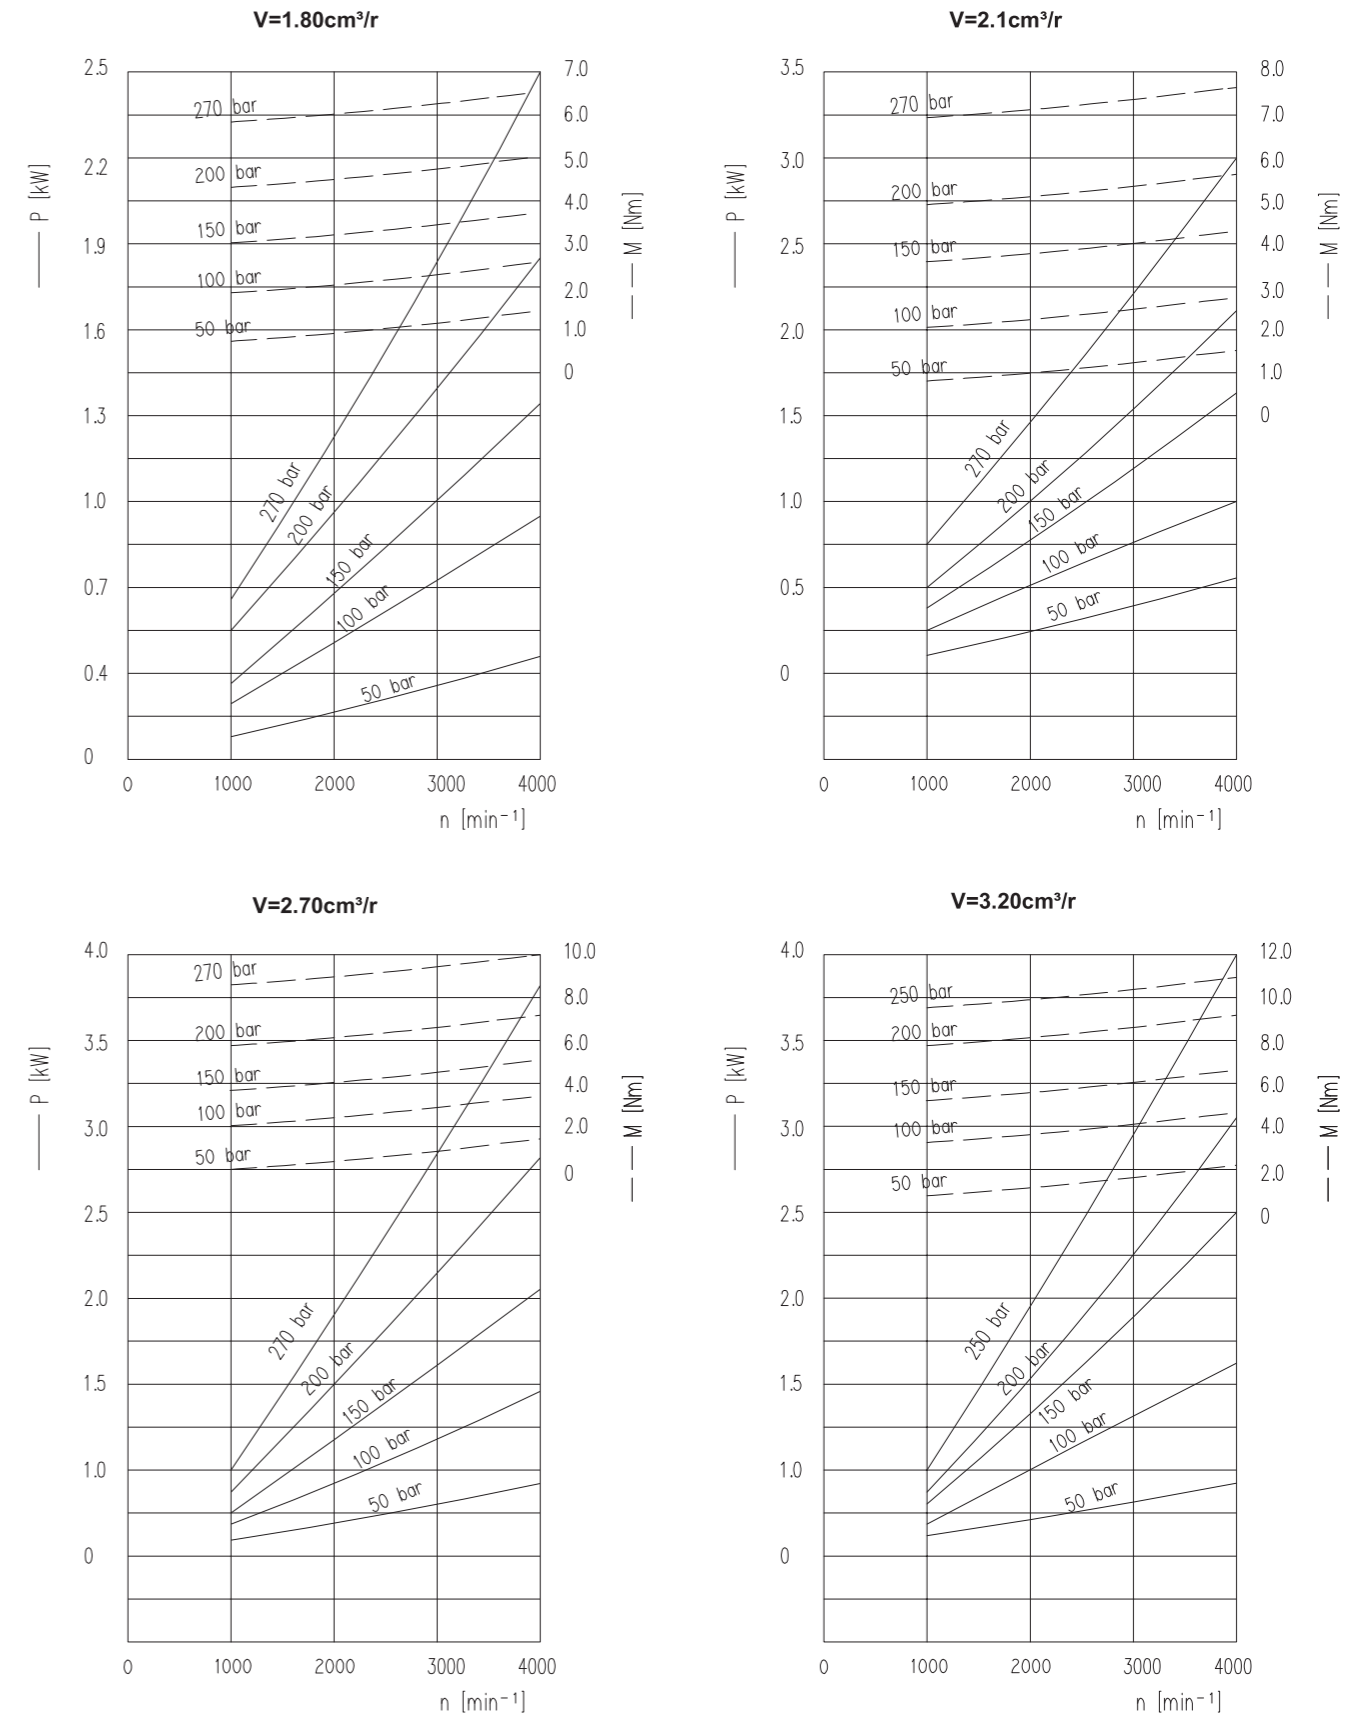 V=1.80cm³/r
2.5
2.2
1.9
1.6
1.3
1.0
0.7
0.4
0
P [kW]
7.0
6.0
5.0
4.0
3.0
2.0
1.0
0
M [Nm]
270 bar
200 bar
150 bar
100 bar
50 bar
270 bar
200 bar
150 bar
100 bar
50 bar
0 1000 2000 3000 4000
n [min⁻¹]
V=2.1cm³/r
3.5
3.0
2.5
2.0
1.5
1.0
0.5
0
P [kW]
8.0
7.0
6.0
5.0
4.0
3.0
2.0
1.0
0
M [Nm]
270 bar
200 bar
150 bar
100 bar
50 bar
270 bar
200 bar
150 bar
100 bar
50 bar
0 1000 2000 3000 4000
n [min⁻¹]
V=2.70cm³/r
4.0
3.5
3.0
2.5
2.0
1.5
1.0
0
P [kW]
10.0
8.0
6.0
4.0
2.0
0
M [Nm]
270 bar
200 bar
150 bar
100 bar
50 bar
270 bar
200 bar
150 bar
100 bar
50 bar
0 1000 2000 3000 4000
n [min⁻¹]
V=3.20cm³/r
4.0
3.5
3.0
2.5
2.0
1.5
1.0
0
P [kW]
12.0
10.0
8.0
6.0
4.0
2.0
0
M [Nm]
250 bar
200 bar
150 bar
100 bar
50 bar
250 bar
200 bar
150 bar
100 bar
50 bar
0 1000 2000 3000 4000
n [min⁻¹]